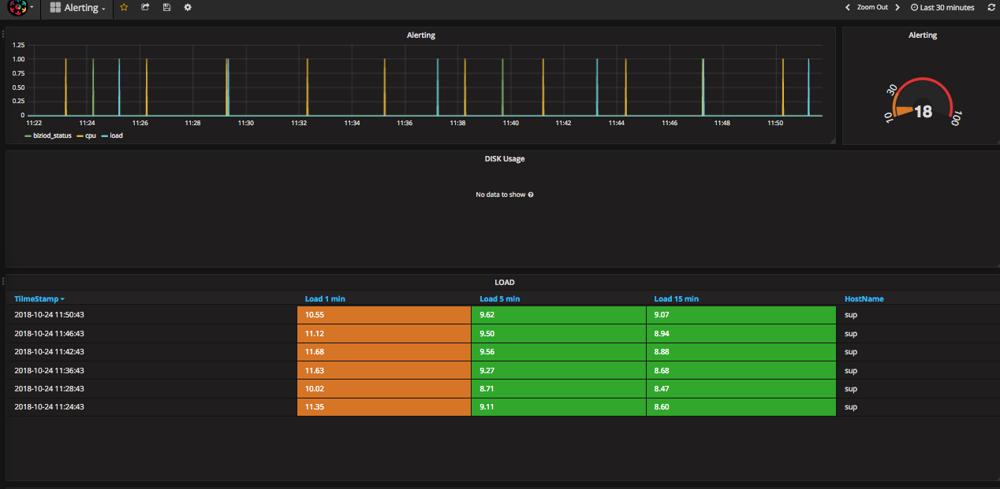 Alerting Zoom Out Last 30 minutes
Alerting Alerting
1.25
1.00
0.75
0.50
0.25
0
11:22 11:24 11:26 11:28 11:30 11:32 11:34 11:36 11:38 11:40 11:42 11:44 11:46 11:48 11:50
biziod_status cpu load
30
18
10 100
DISK Usage
No data to show
LOAD
TilmeStamp Load 1 min Load 5 min Load 15 min HostName
2018-10-24 11:50:43 10.55 9.62 9.07 sup
2018-10-24 11:46:43 11.12 9.50 8.94 sup
2018-10-24 11:42:43 11.68 9.56 8.88 sup
2018-10-24 11:36:43 11.63 9.27 8.68 sup
2018-10-24 11:28:43 10.02 8.71 8.47 sup
2018-10-24 11:24:43 11.35 9.11 8.60 sup